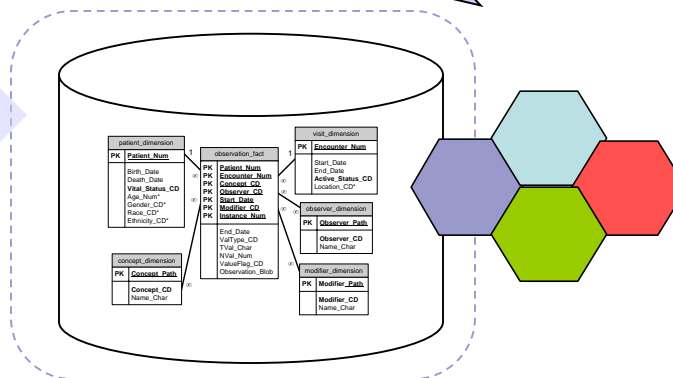 patient_dimension
PK Patient_Num
Birth_Date
Death_Date
Vital_Status_CD
Age_Num*
Gender_CD*
Race_CD*
Ethnicity_CD*
concept_dimension
PK Concept_Path
Concept_CD
Name_Char
observation_fact
PK Patient_Num
PK Encounter_Num
PK Concept_CD
PK Observer_CD
PK Start_Date
PK Modifier_CD
PK Instance_Num
End_Date
ValType_CD
TVal_Char
NVal_Num
ValueFlag_CD
Observation_Blob
visit_dimension
PK Encounter_Num
Start_Date
End_Date
Active_Status_CD
Location_CD*
observer_dimension
PK Observer_Path
Observer_CD
Name_Char
modifier_dimension
PK Modifier_Path
Modifier_CD
Name_Char
1
∞
∞
∞
1
∞
∞
∞
∞
∞